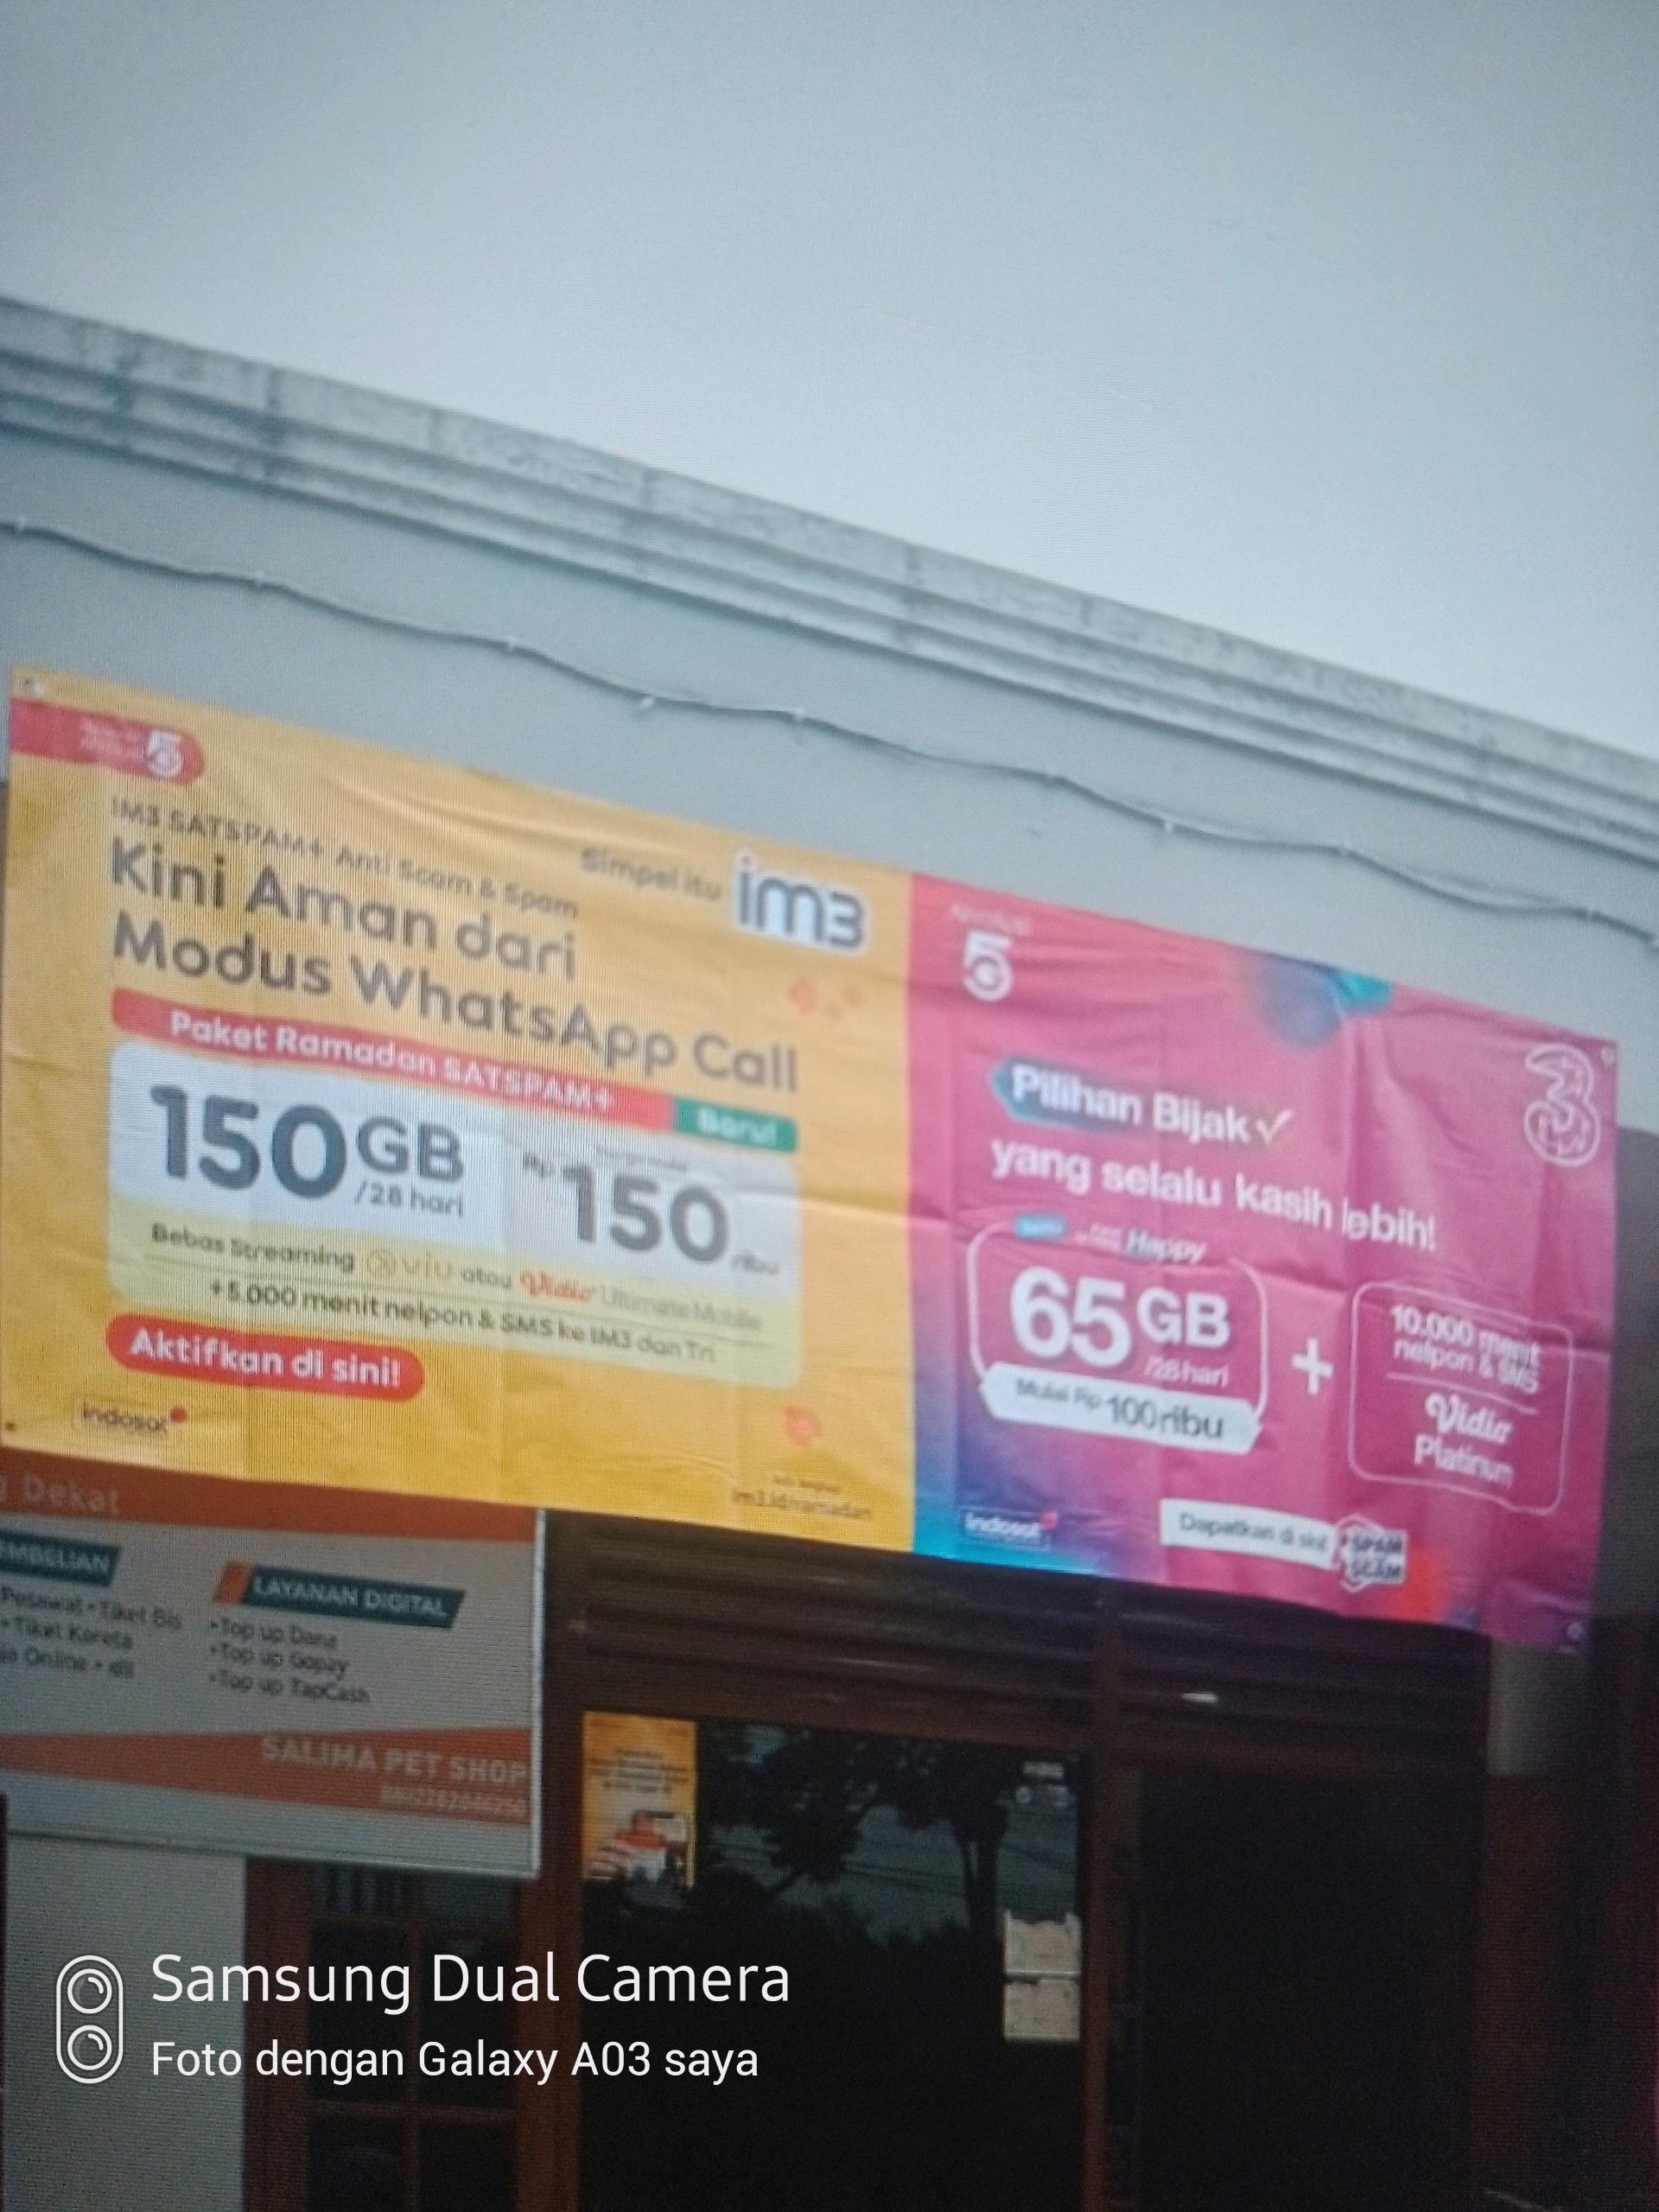 5G
IM3 SATSPAM+ Anti Scam & Spam
Kini Aman dari
Modus WhatsApp Call
Simpel itu im3
Paket Ramadan SATSPAM+ Baru!
150GB
/28 hari
Rp 150 ribu
Bebas Streaming viu atau Vidio Ultimate Mobile
+5.000 menit nelpon & SMS ke IM3 dan Tri
Aktifkan di sini!
indosat
im3.id/ramadan
5G
3
Pilihan Bijak
yang selalu kasih lebih!
Happy
65GB
/28 hari
Mulai Rp 100ribu
+
10.000 menit
nelpon & SMS
Vidio
Platinum
indosat
Dapatkan di sini!
SPAM
SCAM
Dekat
MBELIAN
Pesawat • Tiket Bis
• Tiket Kereta
Online • dll
LAYANAN DIGITAL
•Top up Dana
•Top up Gopay
•Top up TapCash
SALIMA PET SHOP
Samsung Dual Camera
Foto dengan Galaxy A03 saya